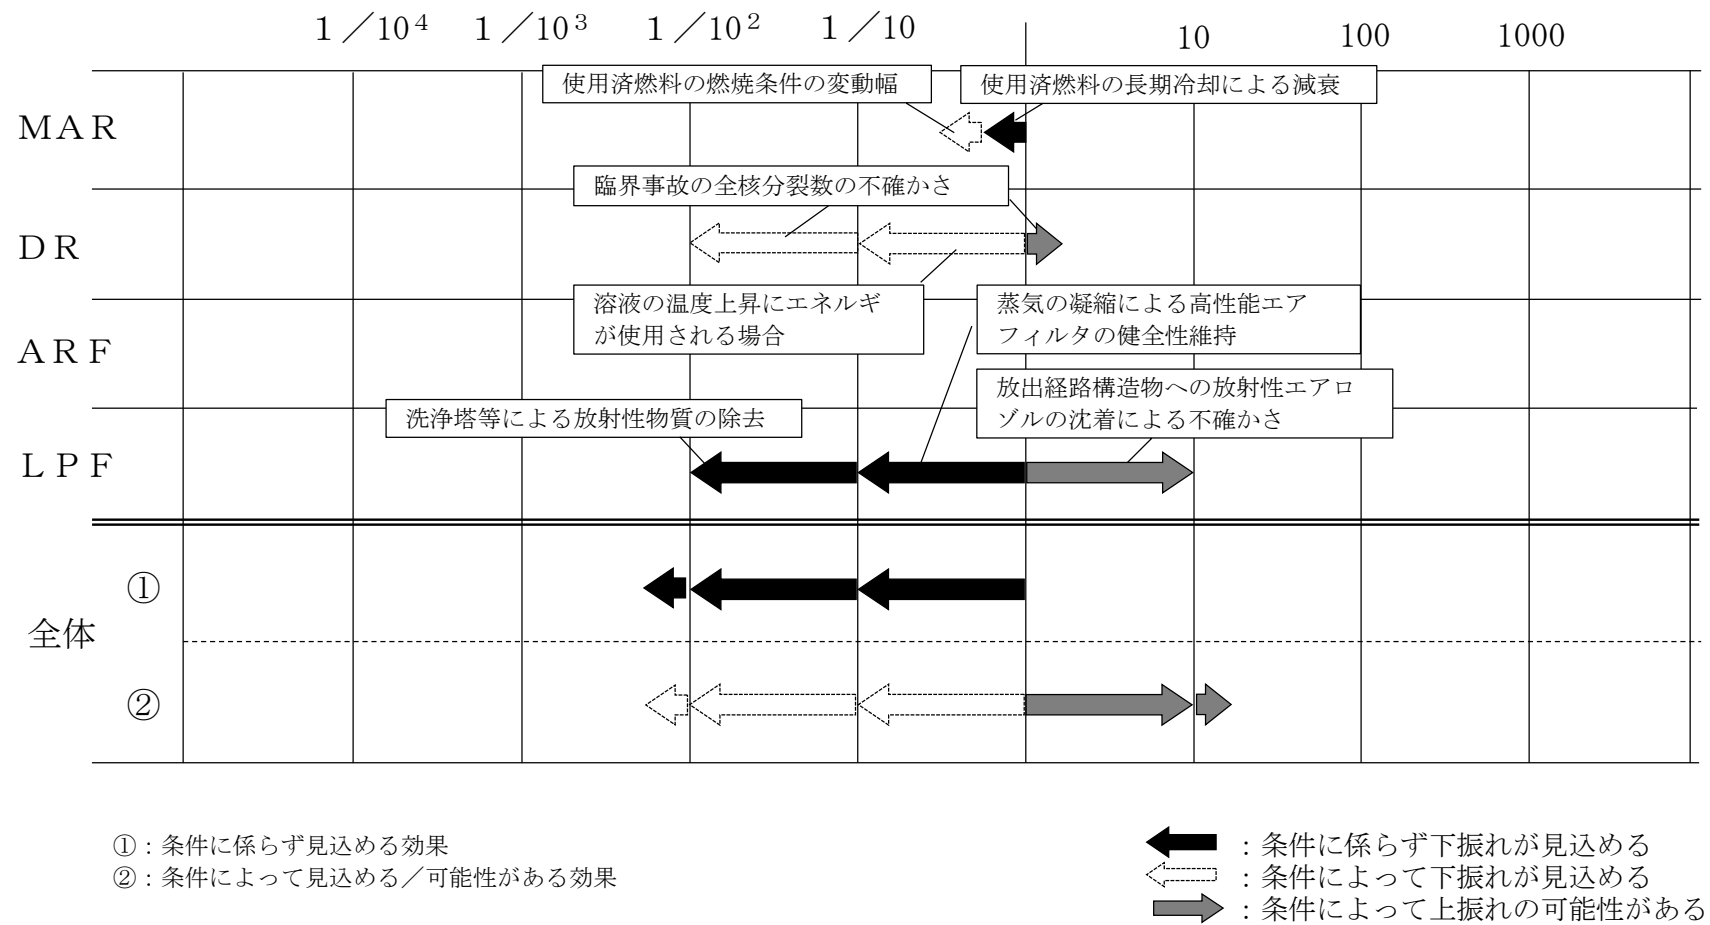 １／10⁴ １／10³ １／10² １／10 10 100 1000
使用済燃料の燃焼条件の変動幅
使用済燃料の長期冷却による減衰
ＭＡＲ
臨界事故の全核分裂数の不確かさ
ＤＲ
溶液の温度上昇にエネルギ
が使用される場合
蒸気の凝縮による高性能エア
フィルタの健全性維持
ＡＲＦ
放出経路構造物への放射性エアロ
ゾルの沈着による不確かさ
洗浄塔等による放射性物質の除去
ＬＰＦ
①
全体
②
①：条件に係らず見込める効果
②：条件によって見込める／可能性がある効果
：条件に係らず下振れが見込める
：条件によって下振れが見込める
：条件によって上振れの可能性がある